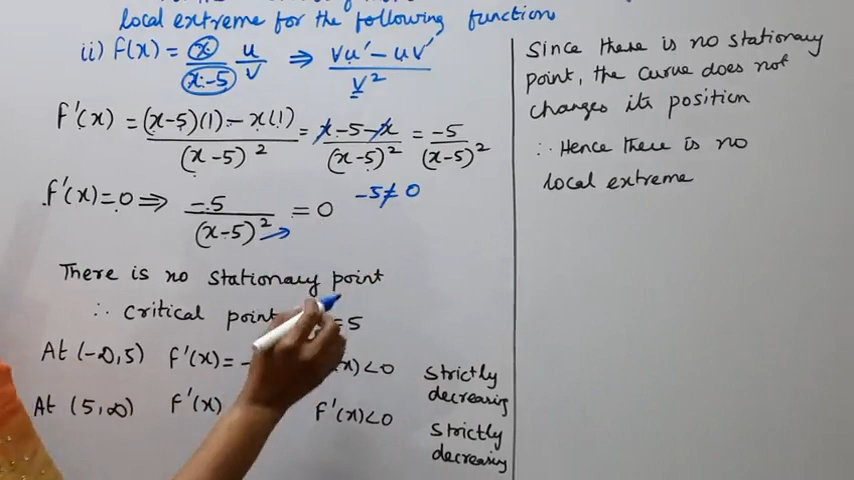 local extreme for the following function
ii) f(x) = x/(x-5) u/v ⇒ (vu' - uv')/v²
f'(x) = ((x-5)(1) - x(1))/(x-5)² = (x-5-x)/(x-5)² = -5/(x-5)²
f'(x)=0 ⇒ -5/(x-5)² = 0 -5≠0
There is no stationary point
∴ critical point =5
At (-∞,5) f'(x)= - (x)<0 strictly
decreasing
At (5,∞) f'(x) f'(x)<0 strictly
decreasing
Since there is no stationary
point, the curve does not
changes its position
∴ Hence there is no
local extreme